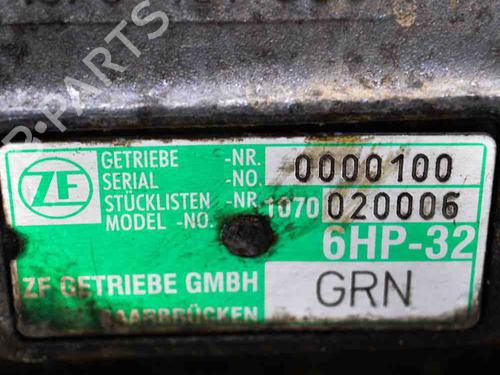 ZF
GETRIEBE -NR. 0000100
SERIAL -NO.
STÜCKLISTEN -NR 1070 020006
MODEL -NO.
6HP-32
ZF GETRIEBE GMBH GRN
SAARBRÜCKEN
B-PARTS